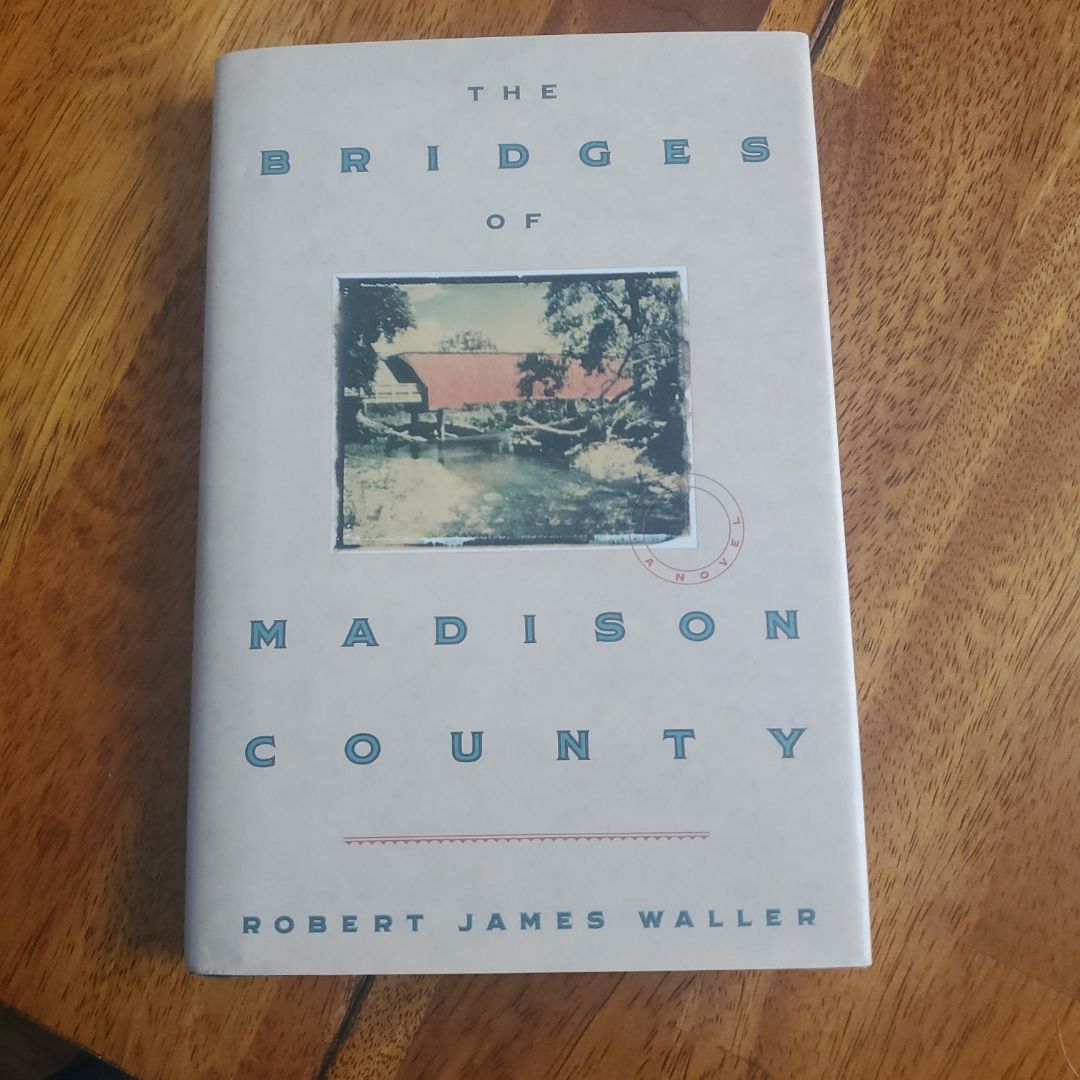 THE
BRIDGES
OF
A NOVEL
MADISON
COUNTY
ROBERT JAMES WALLER